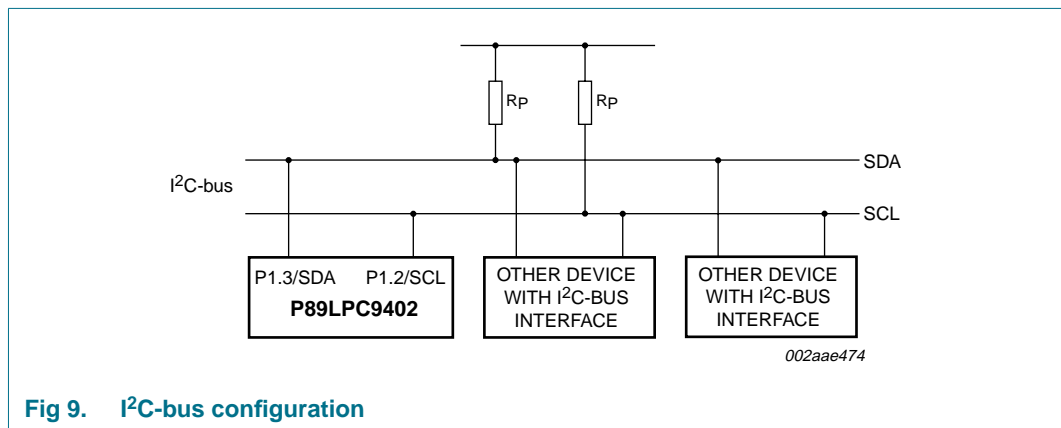 RP RP
SDA
I2C-bus
SCL
P1.3/SDA P1.2/SCL
P89LPC9402
OTHER DEVICE
WITH I2C-BUS
INTERFACE
OTHER DEVICE
WITH I2C-BUS
INTERFACE
002aae474
Fig 9. I2C-bus configuration